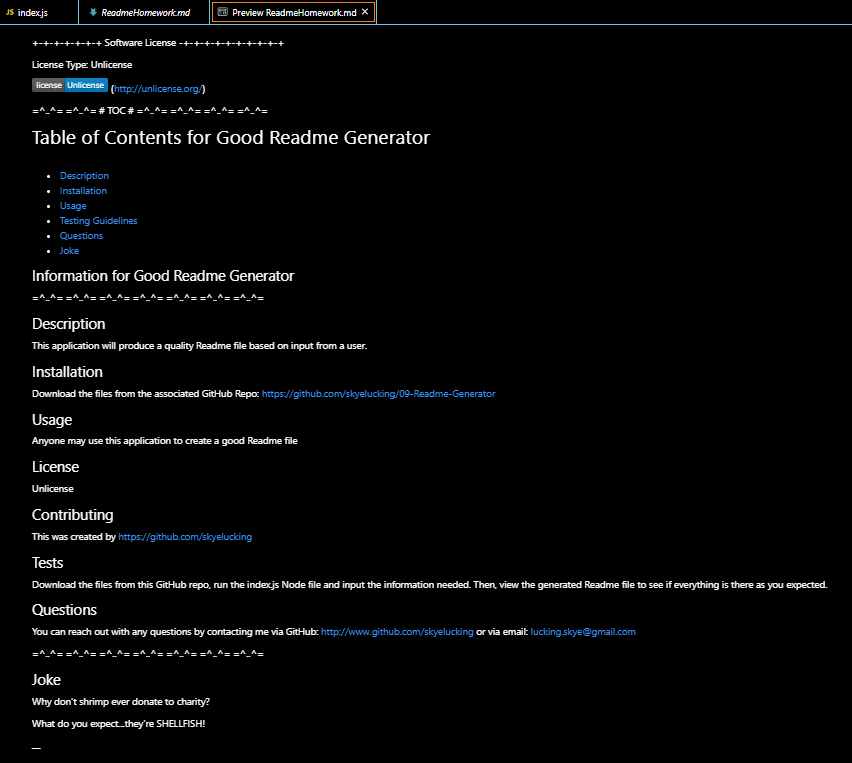 JS index.js ReadmeHomework.md Preview ReadmeHomework.md ×
+-+-+-+-+-+-+ Software License -+-+-+-+-+-+-+-+-+-+-+
License Type: Unlicense
license Unlicense (http://unlicense.org/)
=^_^= =^_^= # TOC # =^_^= =^_^= =^_^= =^_^=
Table of Contents for Good Readme Generator
• Description
• Installation
• Usage
• Testing Guidelines
• Questions
• Joke
Information for Good Readme Generator
=^_^= =^_^= =^_^= =^_^= =^_^= =^_^= =^_^=
Description
This application will produce a quality Readme file based on input from a user.
Installation
Download the files from the associated GitHub Repo: https://github.com/skyelucking/09-Readme-Generator
Usage
Anyone may use this application to create a good Readme file
License
Unlicense
Contributing
This was created by https://github.com/skyelucking
Tests
Download the files from this GitHub repo, run the index.js Node file and input the information needed. Then, view the generated Readme file to see if everything is there as you expected.
Questions
You can reach out with any questions by contacting me via GitHub: http://www.github.com/skyelucking or via email: lucking.skye@gmail.com
=^_^= =^_^= =^_^= =^_^= =^_^= =^_^= =^_^=
Joke
Why don't shrimp ever donate to charity?
What do you expect...they're SHELLFISH!
__